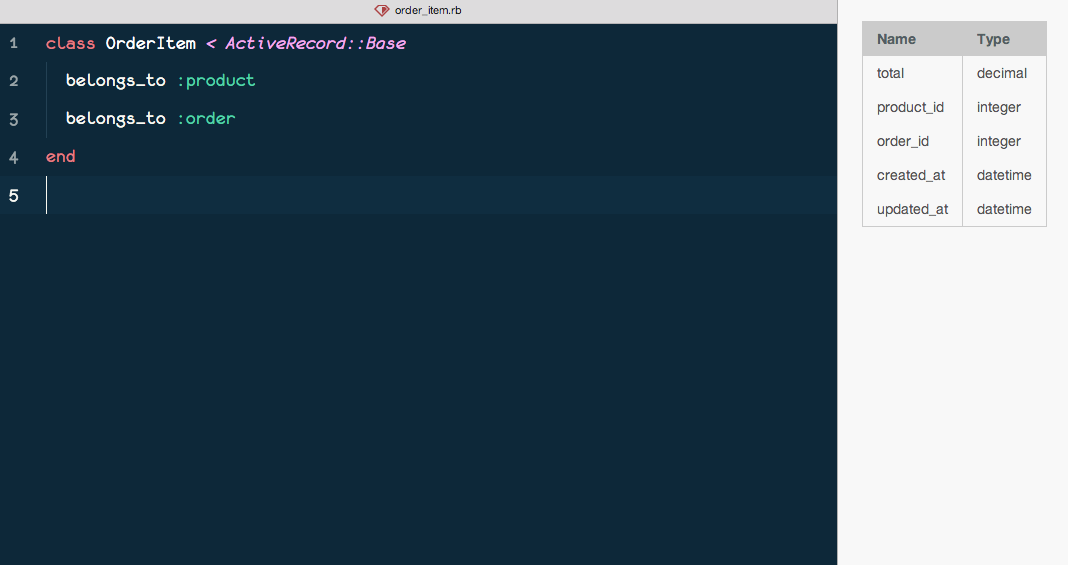 order_item.rb
1 class OrderItem < ActiveRecord::Base
2 belongs_to :product
3 belongs_to :order
4 end
5
Name Type
total decimal
product_id integer
order_id integer
created_at datetime
updated_at datetime